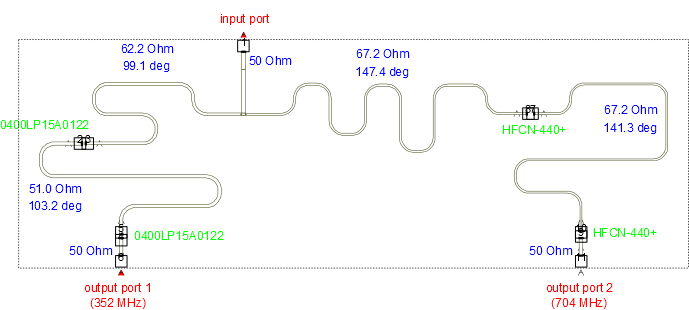 input port
62.2 Ohm
99.1 deg
50 Ohm
67.2 Ohm
147.4 deg
67.2 Ohm
141.3 deg
0400LP15A0122
HFCN-440+
51.0 Ohm
103.2 deg
0400LP15A0122
HFCN-440+
50 Ohm
50 Ohm
output port 1
(352 MHz)
output port 2
(704 MHz)